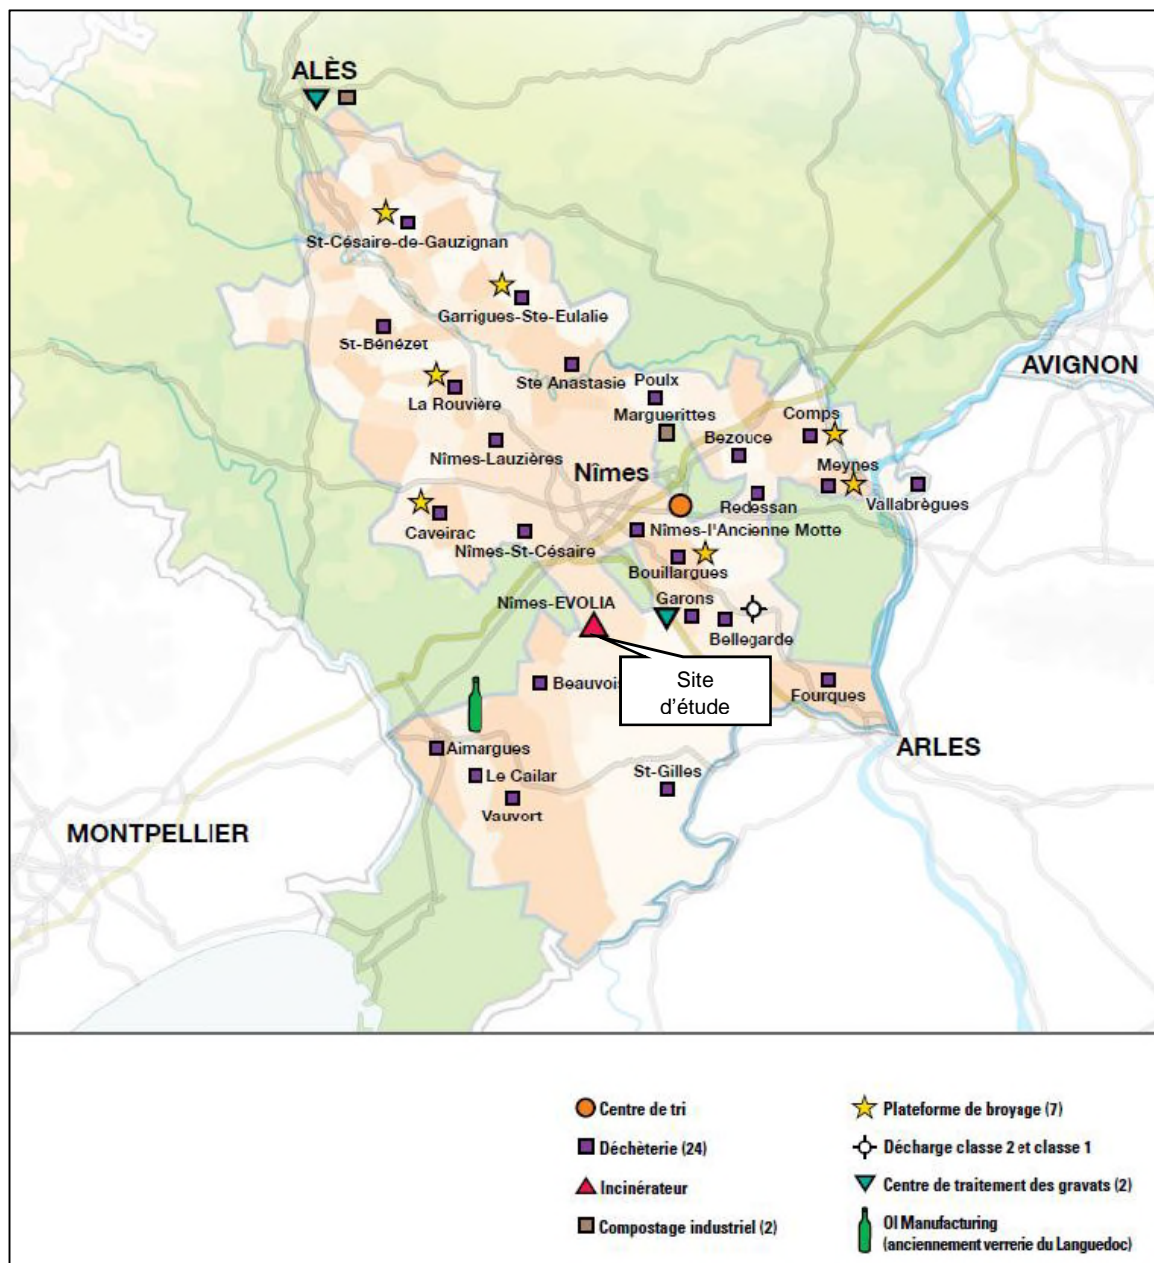 ALÈS
St-Césaire-de-Gauzignan
Garrigues-Ste-Eulalie
St-Bénézet
Ste Anastasie
Poulx
AVIGNON
La Rouvière
Marguerittes
Comps
Bezouce
Nîmes-Lauzières
Nîmes
Meynes
Redessan
Vallabrègues
Caveirac
Nîmes-St-Césaire
Nîmes-l'Ancienne Motte
Bouillargues
Nîmes-EVOLIA
Garons
Bellegarde
Site
d'étude
Beauvois
Fourques
ARLES
Aimargues
Le Cailar
St-Gilles
Vauvort
MONTPELLIER
Centre de tri
Déchèterie (24)
Incinérateur
Compostage industriel (2)
Plateforme de broyage (7)
Décharge classe 2 et classe 1
Centre de traitement des gravats (2)
OI Manufacturing
(anciennement verrerie du Languedoc)